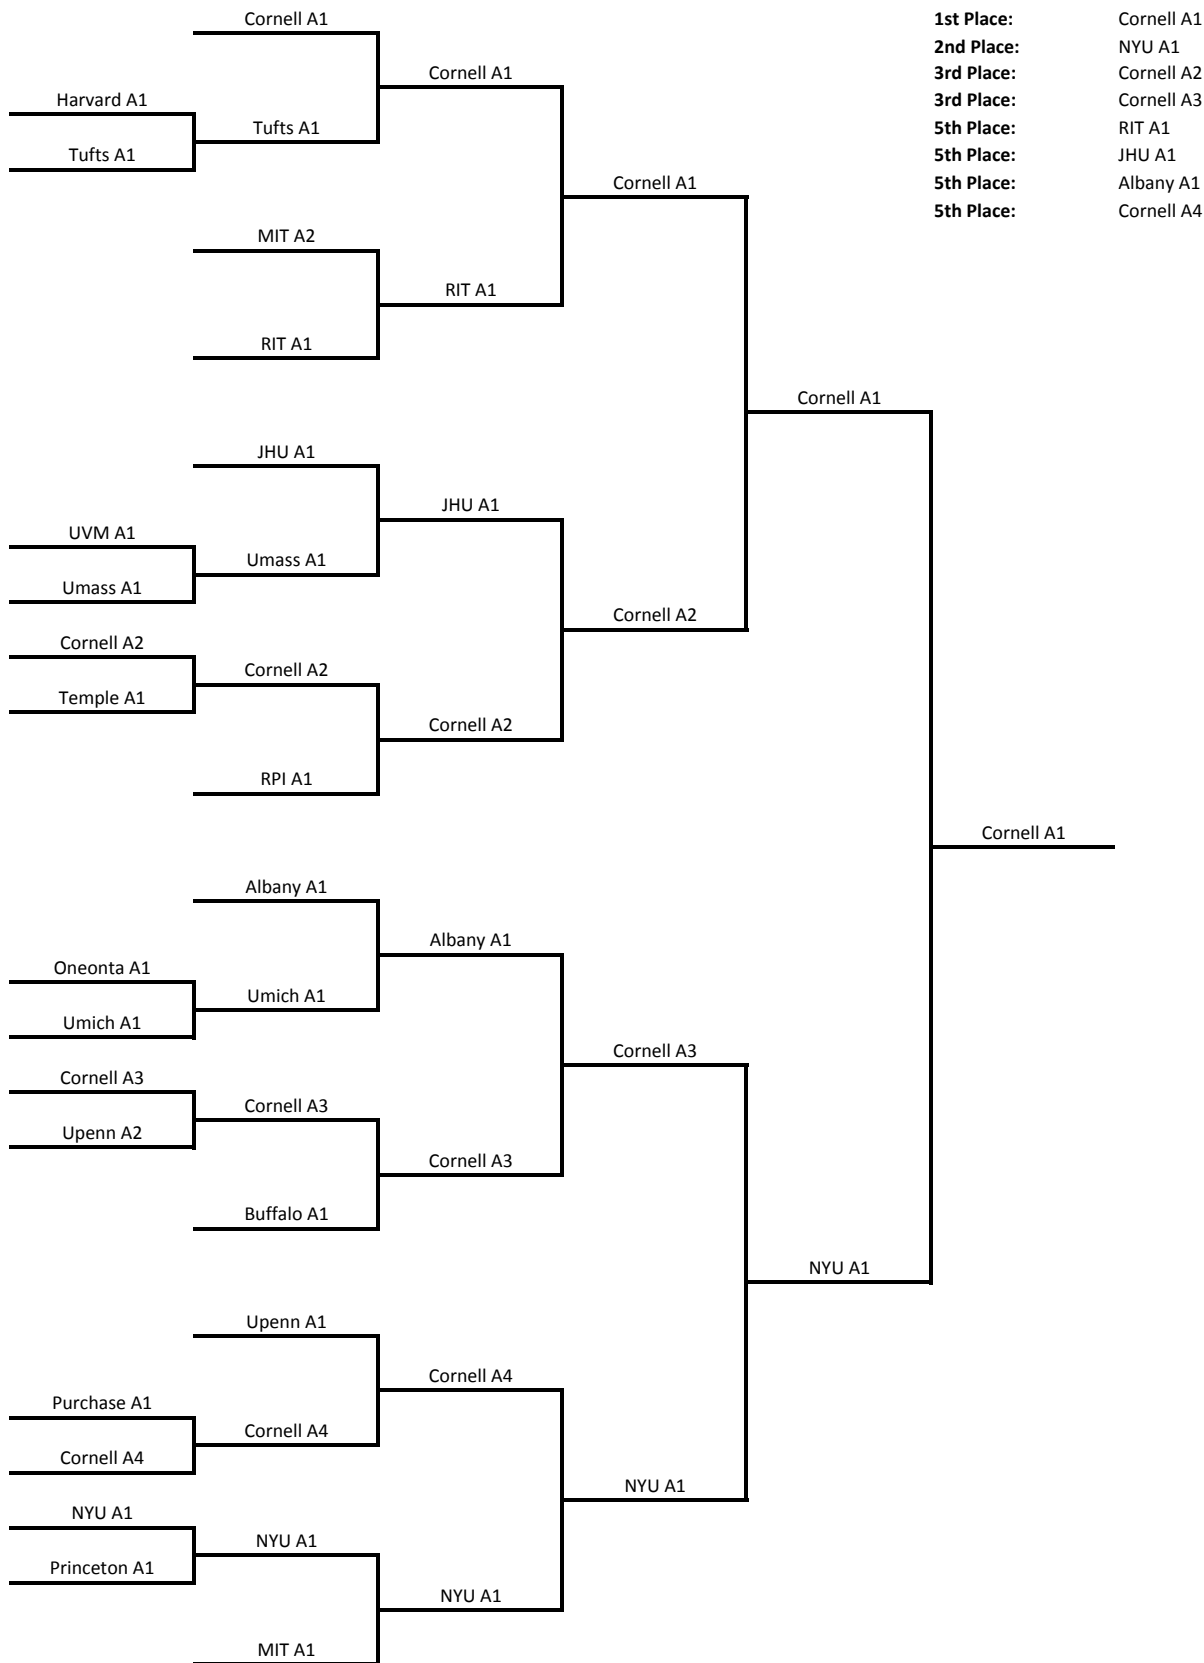 Cornell A1
1st Place: Cornell A1
2nd Place: NYU A1
Cornell A1
3rd Place: Cornell A2
Harvard A1
3rd Place: Cornell A3
Tufts A1
5th Place: RIT A1
Tufts A1
5th Place: JHU A1
Cornell A1
5th Place: Albany A1
5th Place: Cornell A4
MIT A2
RIT A1
RIT A1
Cornell A1
JHU A1
JHU A1
UVM A1
Umass A1
Umass A1
Cornell A2
Cornell A2
Cornell A2
Temple A1
Cornell A2
RPI A1
Cornell A1
Albany A1
Albany A1
Oneonta A1
Umich A1
Umich A1
Cornell A3
Cornell A3
Cornell A3
Upenn A2
Cornell A3
Buffalo A1
NYU A1
Upenn A1
Cornell A4
Purchase A1
Cornell A4
Cornell A4
NYU A1
NYU A1
NYU A1
Princeton A1
NYU A1
MIT A1